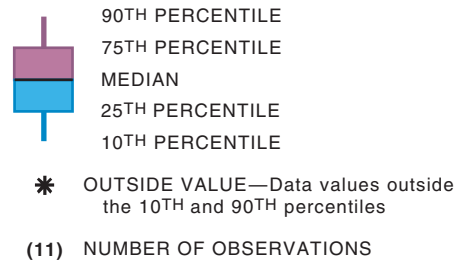 90TH PERCENTILE
75TH PERCENTILE
MEDIAN
25TH PERCENTILE
10TH PERCENTILE
OUTSIDE VALUE—Data values outside
the 10TH and 90TH percentiles
(11) NUMBER OF OBSERVATIONS